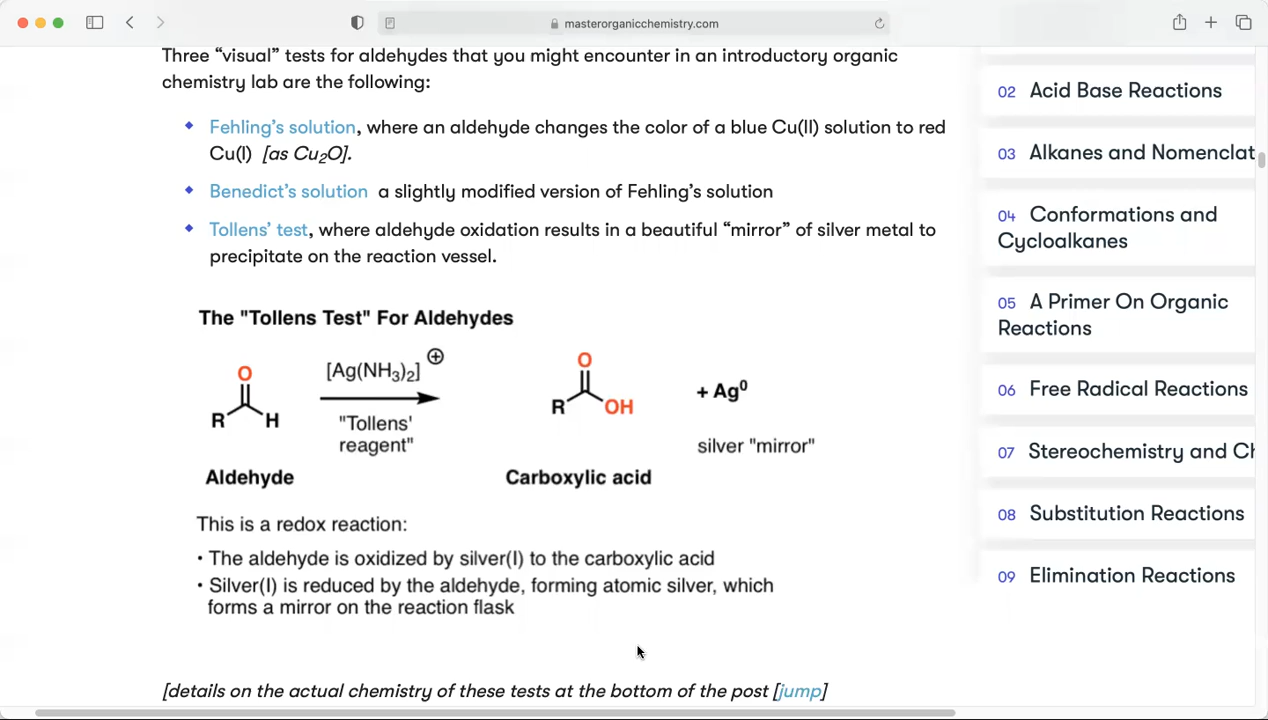 masterorganicchemistry.com
Three “visual” tests for aldehydes that you might encounter in an introductory organic
chemistry lab are the following:
Fehling’s solution, where an aldehyde changes the color of a blue Cu(II) solution to red
Cu(I) [as Cu₂O].
Benedict’s solution a slightly modified version of Fehling’s solution
Tollens’ test, where aldehyde oxidation results in a beautiful “mirror” of silver metal to
precipitate on the reaction vessel.
The "Tollens Test" For Aldehydes
O
R H
[Ag(NH₃)₂] ⊕
"Tollens'
reagent"
O
R OH
+ Ag⁰
silver "mirror"
Aldehyde
Carboxylic acid
This is a redox reaction:
· The aldehyde is oxidized by silver(I) to the carboxylic acid
· Silver(I) is reduced by the aldehyde, forming atomic silver, which
forms a mirror on the reaction flask
[details on the actual chemistry of these tests at the bottom of the post [jump]
02 Acid Base Reactions
03 Alkanes and Nomenclat
04 Conformations and
Cycloalkanes
05 A Primer On Organic
Reactions
06 Free Radical Reactions
07 Stereochemistry and Ch
08 Substitution Reactions
09 Elimination Reactions